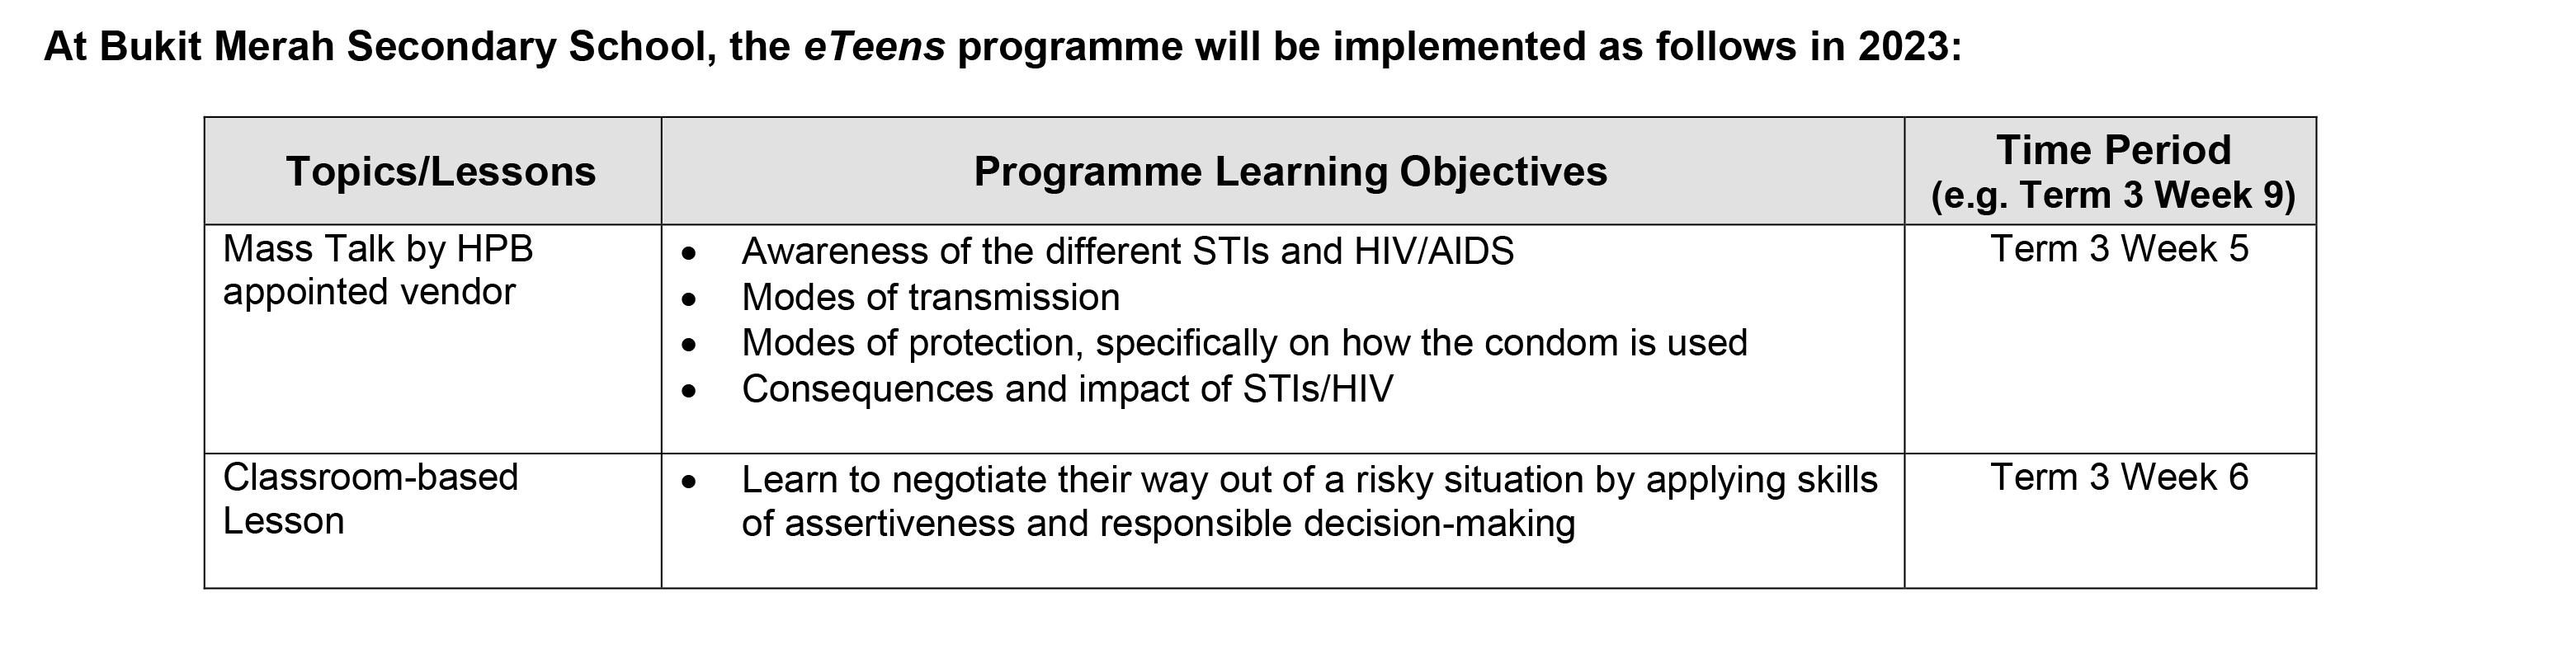 At Bukit Merah Secondary School, the eTeens programme will be implemented as follows in 2023:
Topics/Lessons
Programme Learning Objectives
Time Period
(e.g. Term 3 Week 9)
Mass Talk by HPB
appointed vendor
• Awareness of the different STIs and HIV/AIDS
• Modes of transmission
• Modes of protection, specifically on how the condom is used
• Consequences and impact of STIs/HIV
Term 3 Week 5
Classroom-based
Lesson
• Learn to negotiate their way out of a risky situation by applying skills
of assertiveness and responsible decision-making
Term 3 Week 6